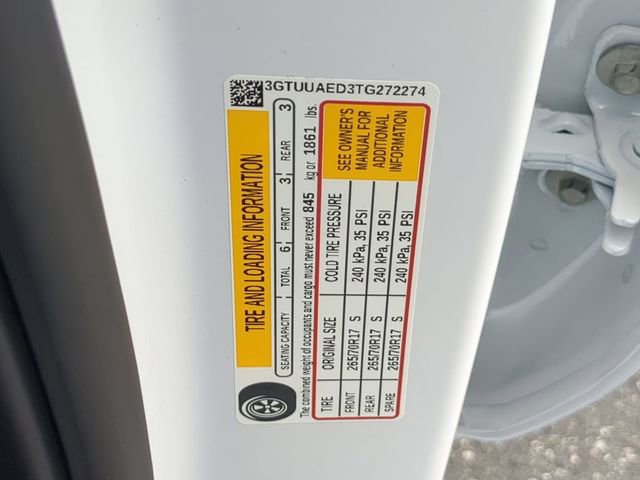 3GTUUAED3TG272274
TIRE AND LOADING INFORMATION
SEATING CAPACITY TOTAL 6 FRONT 3 REAR 3
The combined weight of occupants and cargo must never exceed 845 kg or 1861 lbs.
TIRE ORIGINAL SIZE COLD TIRE PRESSURE
FRONT 265/70R17 S 240 kPa, 35 PSI
REAR 265/70R17 S 240 kPa, 35 PSI
SPARE 265/70R17 S 240 kPa, 35 PSI
SEE OWNER'S
MANUAL FOR
ADDITIONAL
INFORMATION